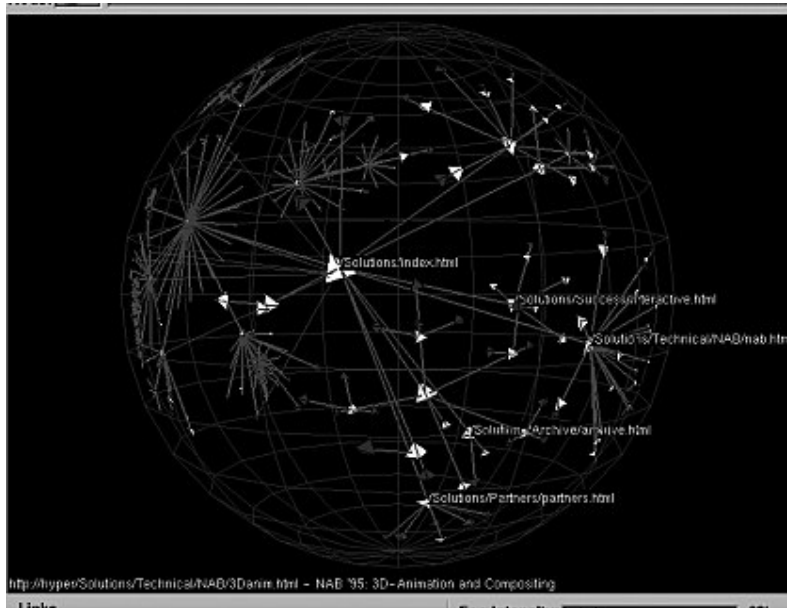 /Solutions/index.html
/Solutions/Success/interactive.html
/Solutions/Technical/NAB/nab.htm
/Solutions/Archive/archive.html
/Solutions/Partners/partners.html
http://hyper/Solutions/Technical/NAB/3Danim.html - NAB '95: 3D-Animation and Compositing
Links